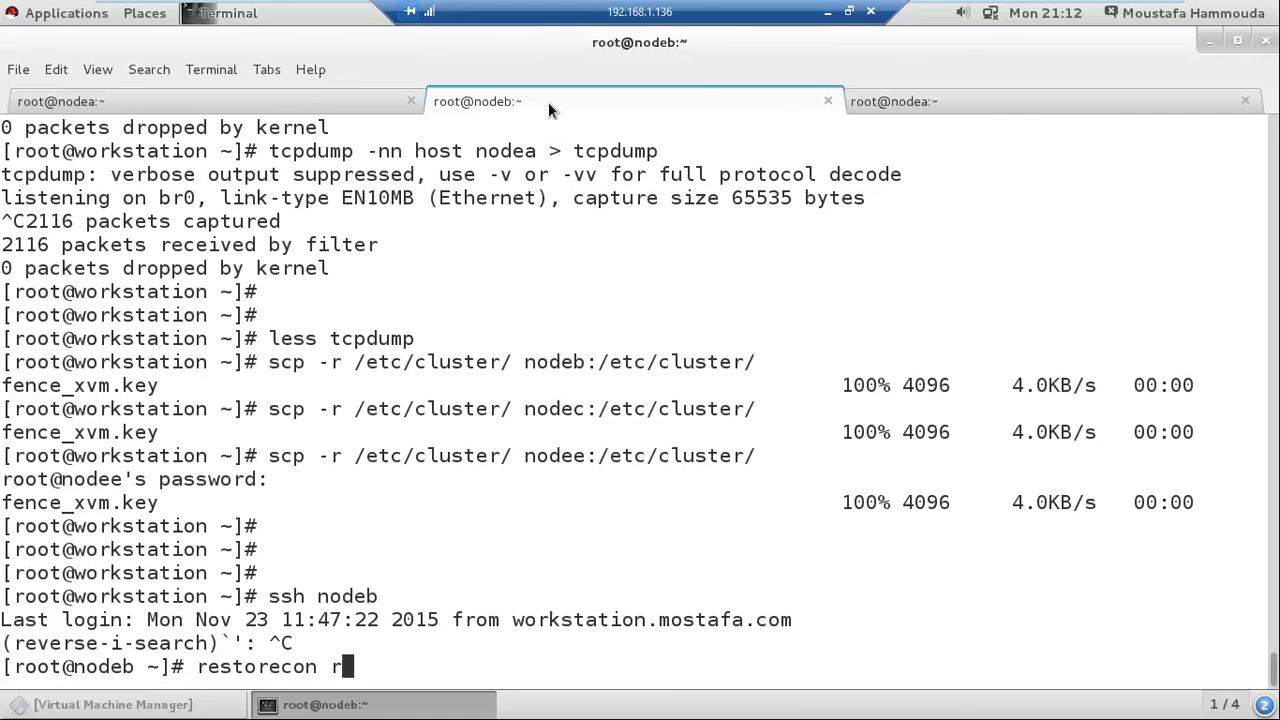 Applications Places Terminal 192.168.1.136 Mon 21:12 Moustafa Hammouda
root@nodeb:~
File Edit View Search Terminal Tabs Help
root@nodea:~ root@nodeb:~ root@nodea:~
0 packets dropped by kernel
[root@workstation ~]# tcpdump -nn host nodea > tcpdump
tcpdump: verbose output suppressed, use -v or -vv for full protocol decode
listening on br0, link-type EN10MB (Ethernet), capture size 65535 bytes
^C2116 packets captured
2116 packets received by filter
0 packets dropped by kernel
[root@workstation ~]#
[root@workstation ~]#
[root@workstation ~]# less tcpdump
[root@workstation ~]# scp -r /etc/cluster/ nodeb:/etc/cluster/
fence_xvm.key 100% 4096 4.0KB/s 00:00
[root@workstation ~]# scp -r /etc/cluster/ nodec:/etc/cluster/
fence_xvm.key 100% 4096 4.0KB/s 00:00
[root@workstation ~]# scp -r /etc/cluster/ nodee:/etc/cluster/
root@nodee's password:
fence_xvm.key 100% 4096 4.0KB/s 00:00
[root@workstation ~]#
[root@workstation ~]#
[root@workstation ~]#
[root@workstation ~]# ssh nodeb
Last login: Mon Nov 23 11:47:22 2015 from workstation.mostafa.com
(reverse-i-search)`': ^C
[root@nodeb ~]# restorecon r
[Virtual Machine Manager] root@nodeb:~ 1 / 4 2